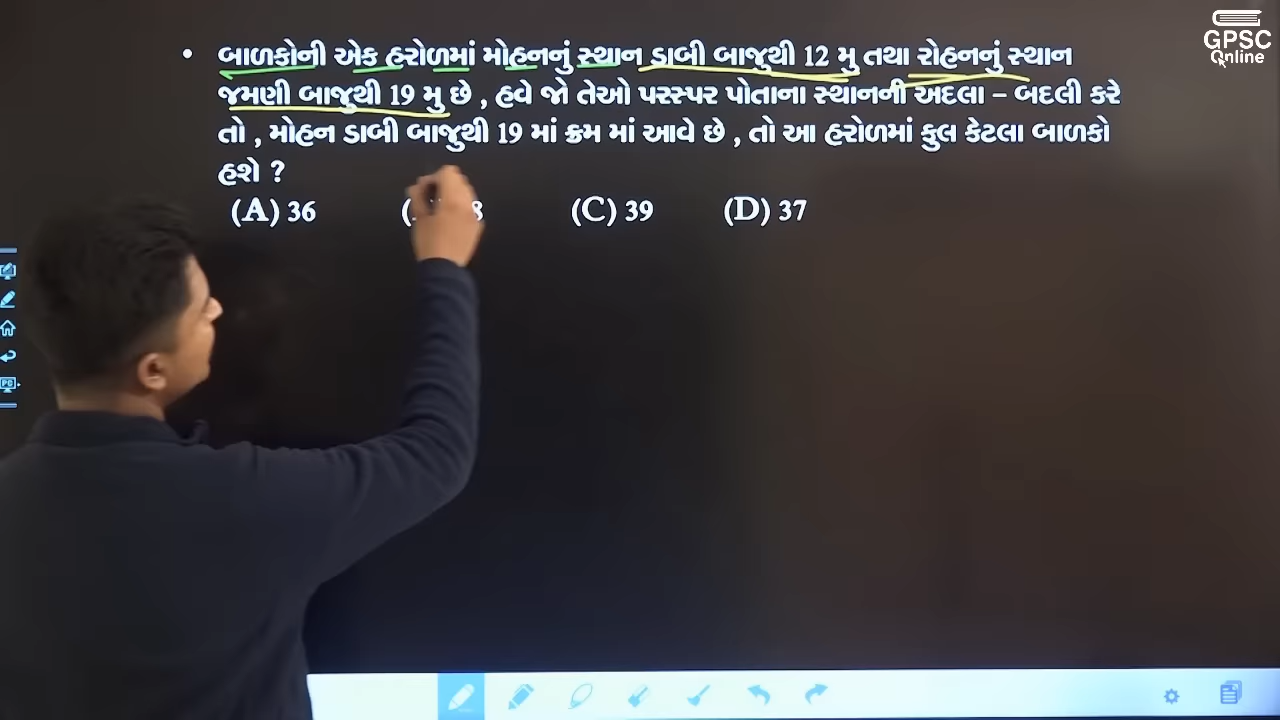 GPSC
Online
• બાળકોની એક હરોળમાં મોહનનું સ્થાન ડાબી બાજુથી 12 મુ તથા રોહનનું સ્થાન
જમણી બાજુથી 19 મુ છે , હવે જો તેઓ પરસ્પર પોતાના સ્થાનની અદલા – બદલી કરે
તો , મોહન ડાબી બાજુથી 19 માં ક્રમ માં આવે છે , તો આ હરોળમાં કુલ કેટલા બાળકો
હશે ?
(A) 36 (C) 39 (D) 37
PC